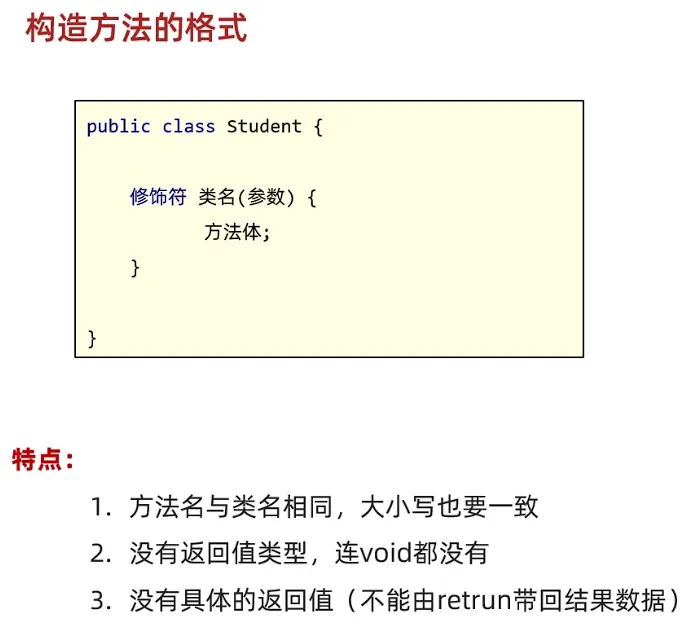 构造方法的格式
public class Student {
修饰符 类名(参数) {
方法体;
}
}
特点：
1. 方法名与类名相同，大小写也要一致
2. 没有返回值类型，连void都没有
3. 没有具体的返回值（不能由retrun带回结果数据）